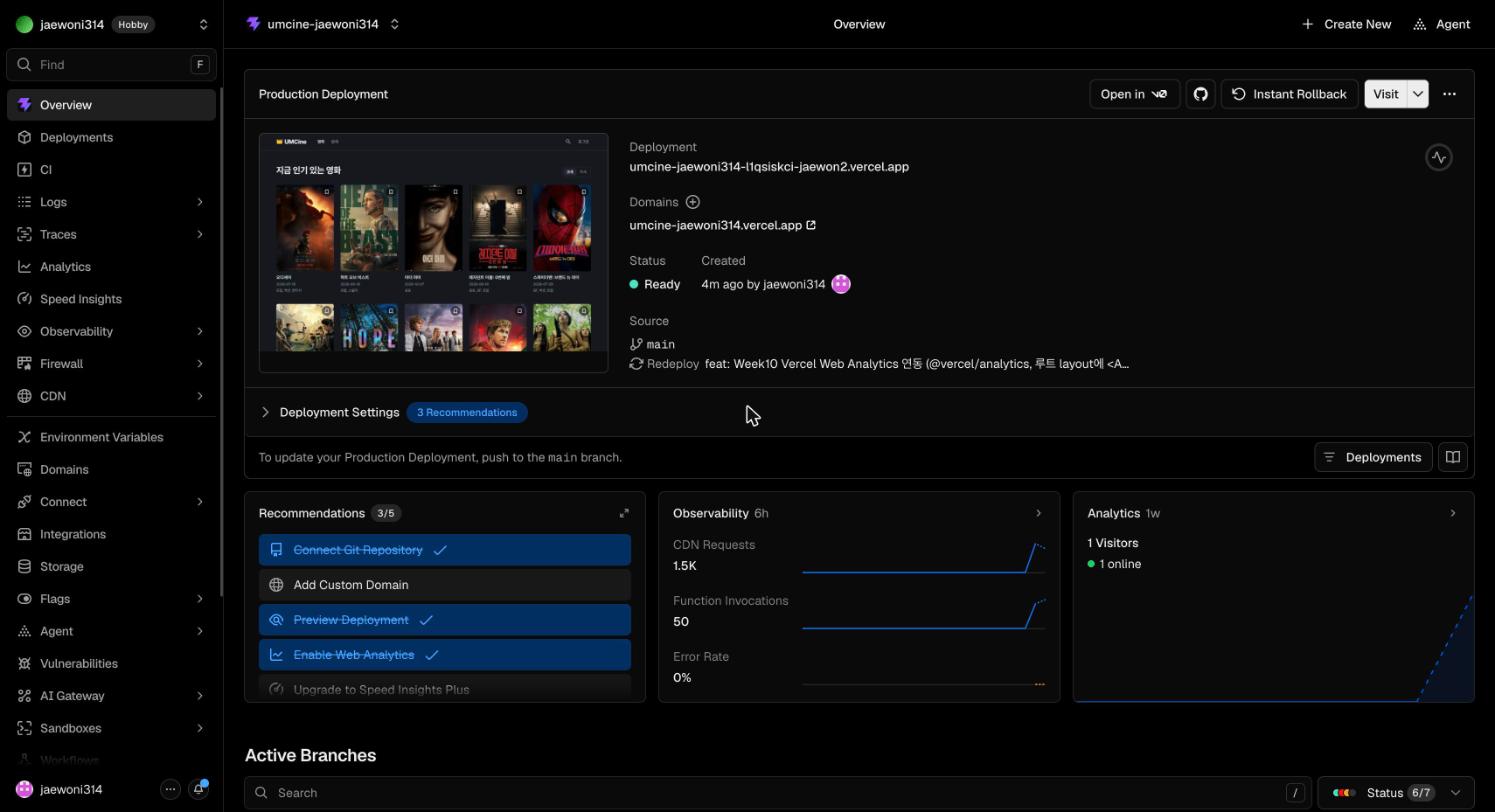 jaewoni314 Hobby
umcine-jaewoni314
Overview
Create New
Agent
Find F
Overview
Deployments
CI
Logs
Traces
Analytics
Speed Insights
Observability
Firewall
CDN
Environment Variables
Domains
Connect
Integrations
Storage
Flags
Agent
Vulnerabilities
AI Gateway
Sandboxes
Workflows
jaewoni314
Production Deployment
Open in v0
Instant Rollback
Visit
UMCine
지금 인기 있는 영화
HOPE
Deployment
umcine-jaewoni314-l1qsiskci-jaewon2.vercel.app
Domains
umcine-jaewoni314.vercel.app
Status Created
Ready 4m ago by jaewoni314
Source
main
Redeploy feat: Week10 Vercel Web Analytics 연동 (@vercel/analytics, 루트 layout에 <A...
Deployment Settings 3 Recommendations
To update your Production Deployment, push to the main branch.
Deployments
Recommendations 3/5
Connect Git Repository
Add Custom Domain
Preview Deployment
Enable Web Analytics
Upgrade to Speed Insights Plus
Observability 6h
CDN Requests
1.5K
Function Invocations
50
Error Rate
0%
Analytics 1w
1 Visitors
1 online
Active Branches
Search /
Status 6/7